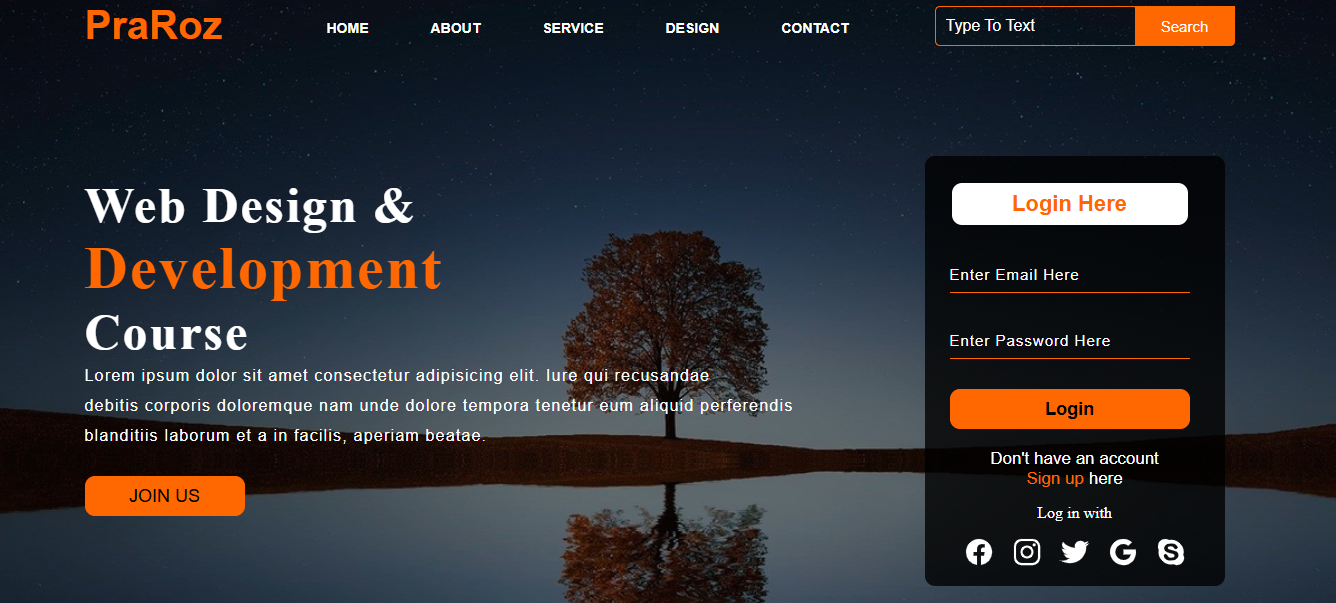 PraRoz
HOME ABOUT SERVICE DESIGN CONTACT
Type To Text Search
Web Design &
Development
Course
Lorem ipsum dolor sit amet consectetur adipisicing elit. Iure qui recusandae
debitis corporis doloremque nam unde dolore tempora tenetur eum aliquid perferendis
blanditiis laborum et a in facilis, aperiam beatae.
JOIN US
Login Here
Enter Email Here
Enter Password Here
Login
Don't have an account
Sign up here
Log in with